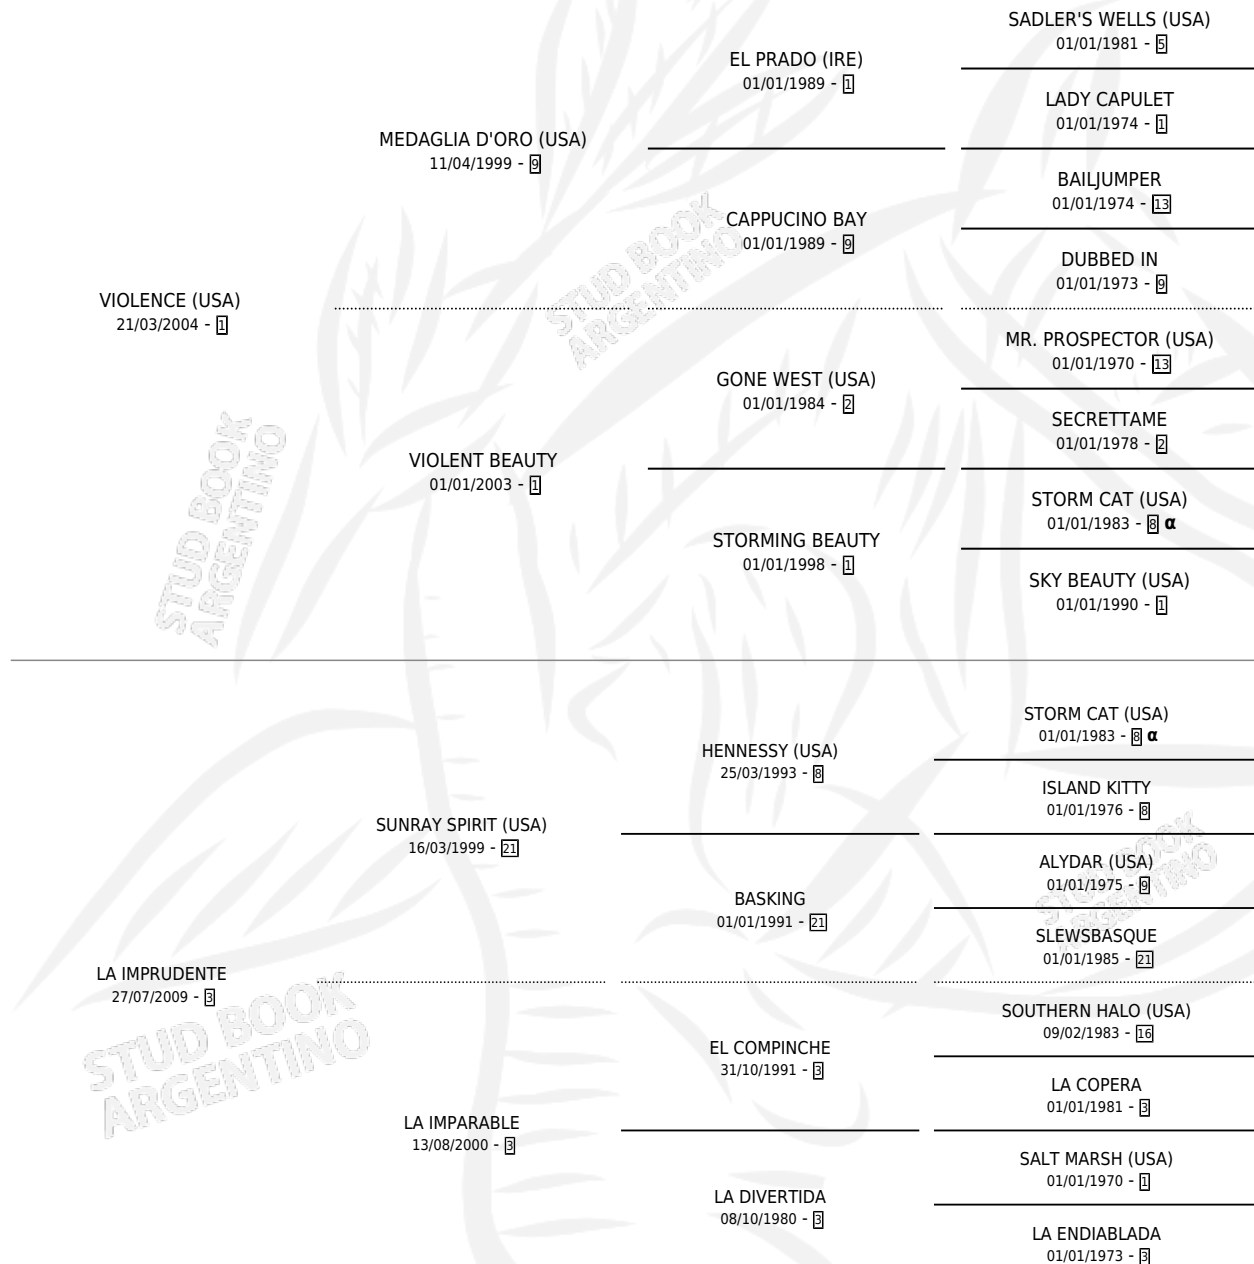 SADLER'S WELLS (USA)
01/01/1981 - 5
EL PRADO (IRE)
01/01/1989 - 1
LADY CAPULET
01/01/1974 - 1
MEDAGLIA D'ORO (USA)
11/04/1999 - 9
BAILJUMPER
01/01/1974 - 13
CAPPUCINO BAY
01/01/1989 - 9
DUBBED IN
01/01/1973 - 9
VIOLENCE (USA)
21/03/2004 - 1
MR. PROSPECTOR (USA)
01/01/1970 - 13
GONE WEST (USA)
01/01/1984 - 2
SECRETTAME
01/01/1978 - 2
VIOLENT BEAUTY
01/01/2003 - 1
STORM CAT (USA)
01/01/1983 - 8 α
STORMING BEAUTY
01/01/1998 - 1
SKY BEAUTY (USA)
01/01/1990 - 1
STORM CAT (USA)
01/01/1983 - 8 α
HENNESSY (USA)
25/03/1993 - 8
ISLAND KITTY
01/01/1976 - 8
SUNRAY SPIRIT (USA)
16/03/1999 - 21
ALYDAR (USA)
01/01/1975 - 9
BASKING
01/01/1991 - 21
SLEWSBASQUE
01/01/1985 - 21
LA IMPRUDENTE
27/07/2009 - 3
SOUTHERN HALO (USA)
09/02/1983 - 16
EL COMPINCHE
31/10/1991 - 3
LA COPERA
01/01/1981 - 3
LA IMPARABLE
13/08/2000 - 3
SALT MARSH (USA)
01/01/1970 - 1
LA DIVERTIDA
08/10/1980 - 3
LA ENDIABLADA
01/01/1973 - 3
STUD BOOK
ARGENTINO
STUD BOOK
ARGENTINO
STUD BOOK
ARGENTINO
STUD BOOK
ARGENTINO